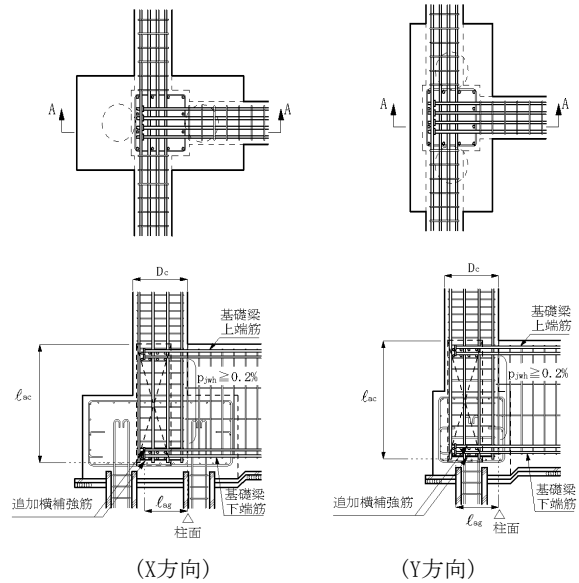 A A
A A
Dc
基礎梁
上端筋
pjwh≧0.2%
ℓac
追加横補強筋
ℓag
基礎梁
下端筋
柱面
(X方向)
Dc
基礎梁
上端筋
pjwh≧0.2%
ℓac
追加横補強筋
ℓag
基礎梁
下端筋
柱面
(Y方向)